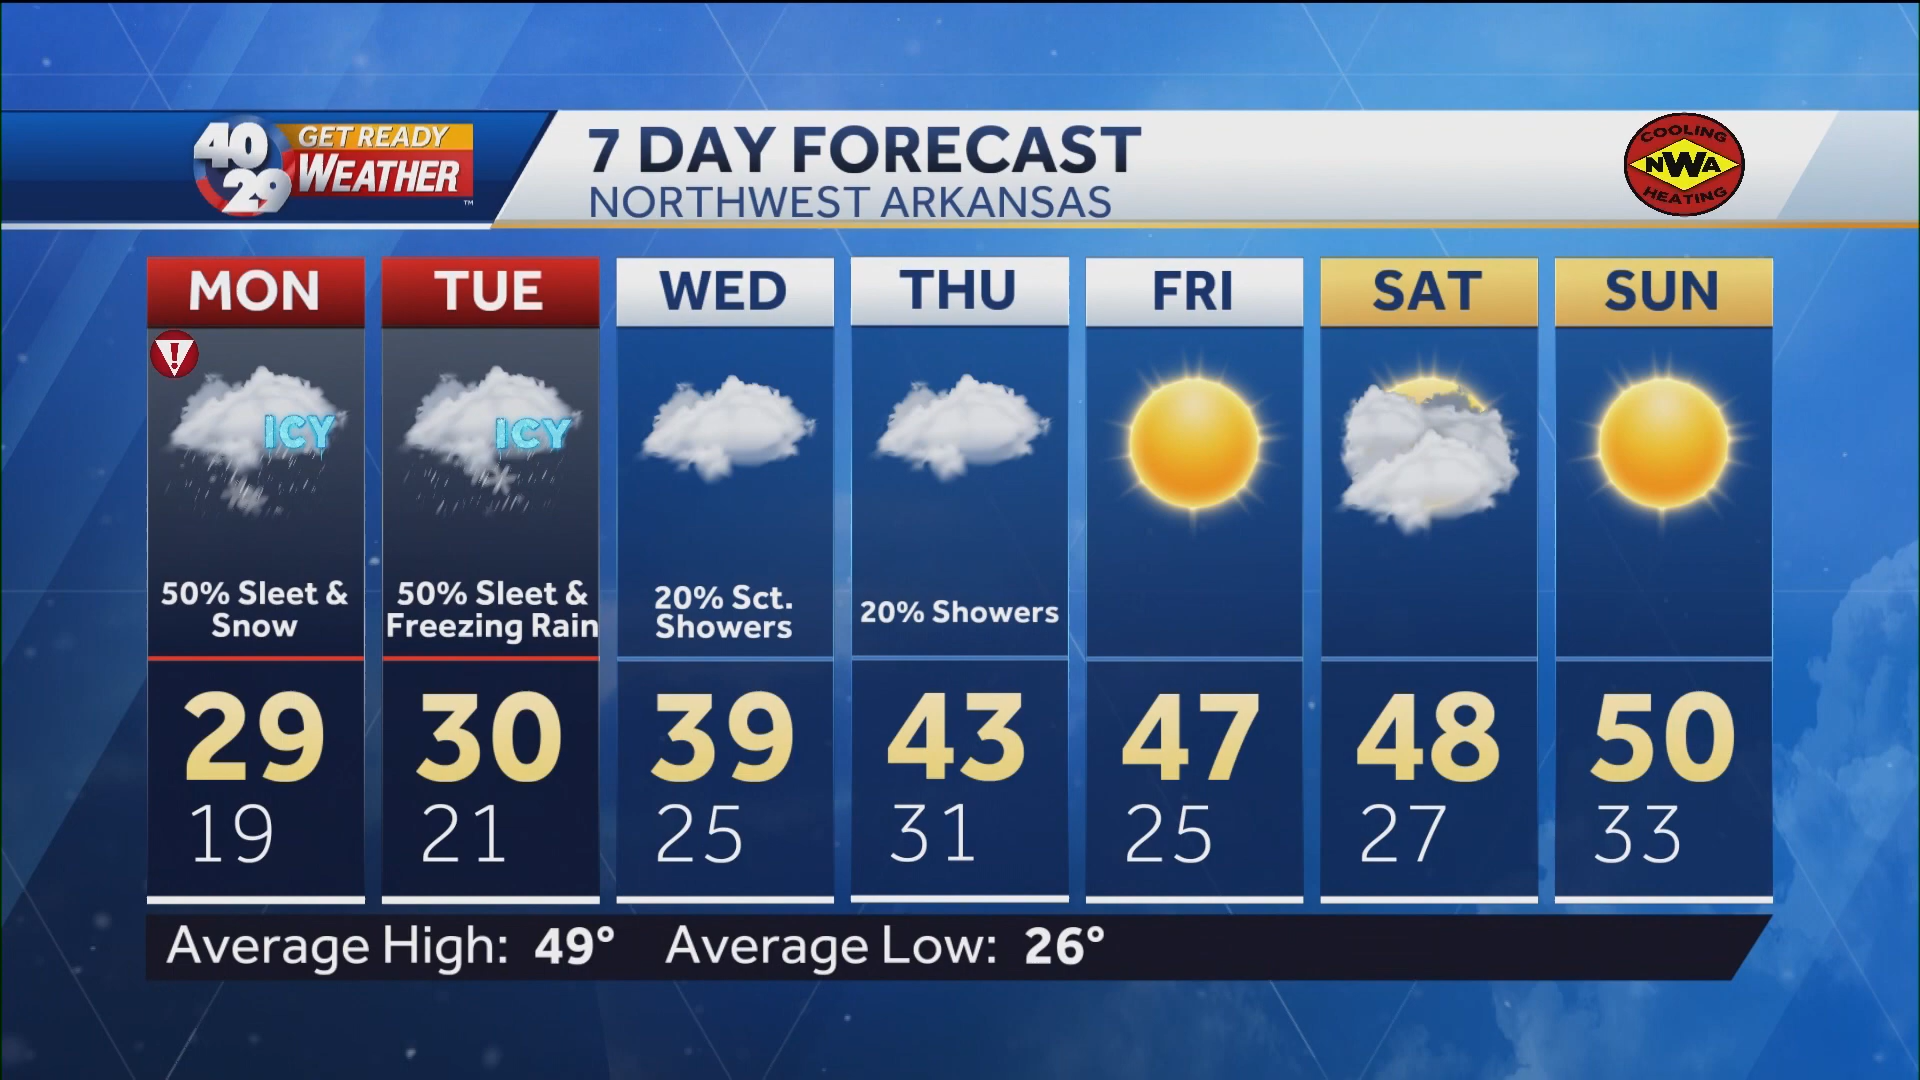 40
29
GET READY
WEATHER
™
7 DAY FORECAST
NORTHWEST ARKANSAS
COOLING
NWA
HEATING
MON TUE WED THU FRI SAT SUN
!
ICY ICY
50% Sleet &
Snow
50% Sleet &
Freezing Rain
20% Sct.
Showers
20% Showers
29 30 39 43 47 48 50
19 21 25 31 25 27 33
Average High: 49° Average Low: 26°